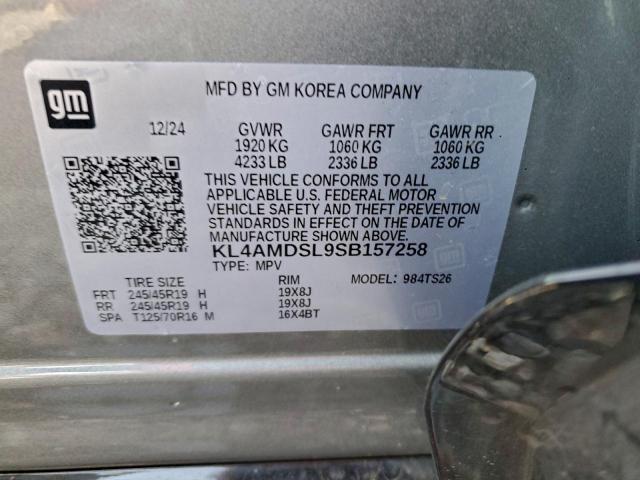 gm
MFD BY GM KOREA COMPANY
12/24 GVWR GAWR FRT GAWR RR
1920 KG 1060 KG 1060 KG
4233 LB 2336 LB 2336 LB
THIS VEHICLE CONFORMS TO ALL
APPLICABLE U.S. FEDERAL MOTOR
VEHICLE SAFETY AND THEFT PREVENTION
STANDARDS IN EFFECT ON THE DATE
OF MANUFACTURE SHOWN ABOVE.
KL4AMDSL9SB157258
TYPE: MPV MODEL: 984TS26
TIRE SIZE RIM
FRT 245/45R19 H 19X8J
RR 245/45R19 H 19X8J
SPA T125/70R16 M 16X4BT